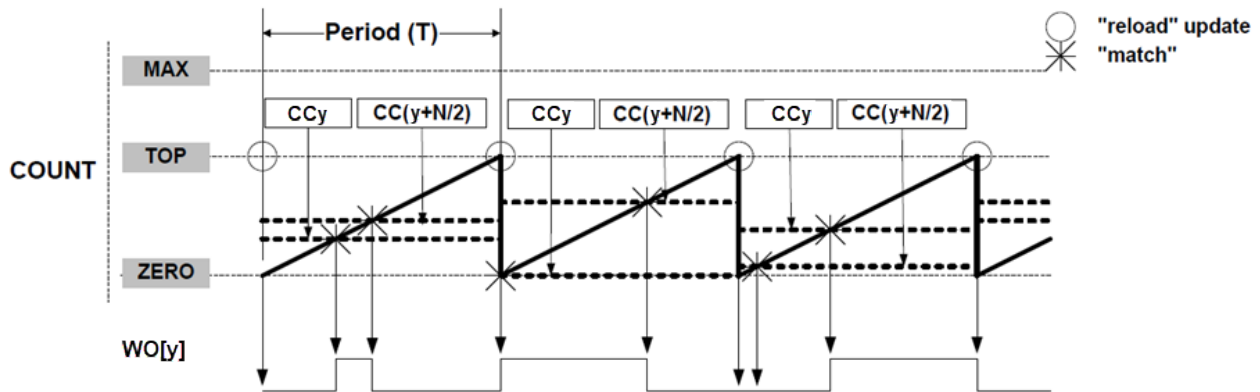 Period (T)
"reload" update
"match"
MAX
CCy
CC(y+N/2)
CCy
CC(y+N/2)
CCy
CC(y+N/2)
COUNT
TOP
ZERO
WO[y]